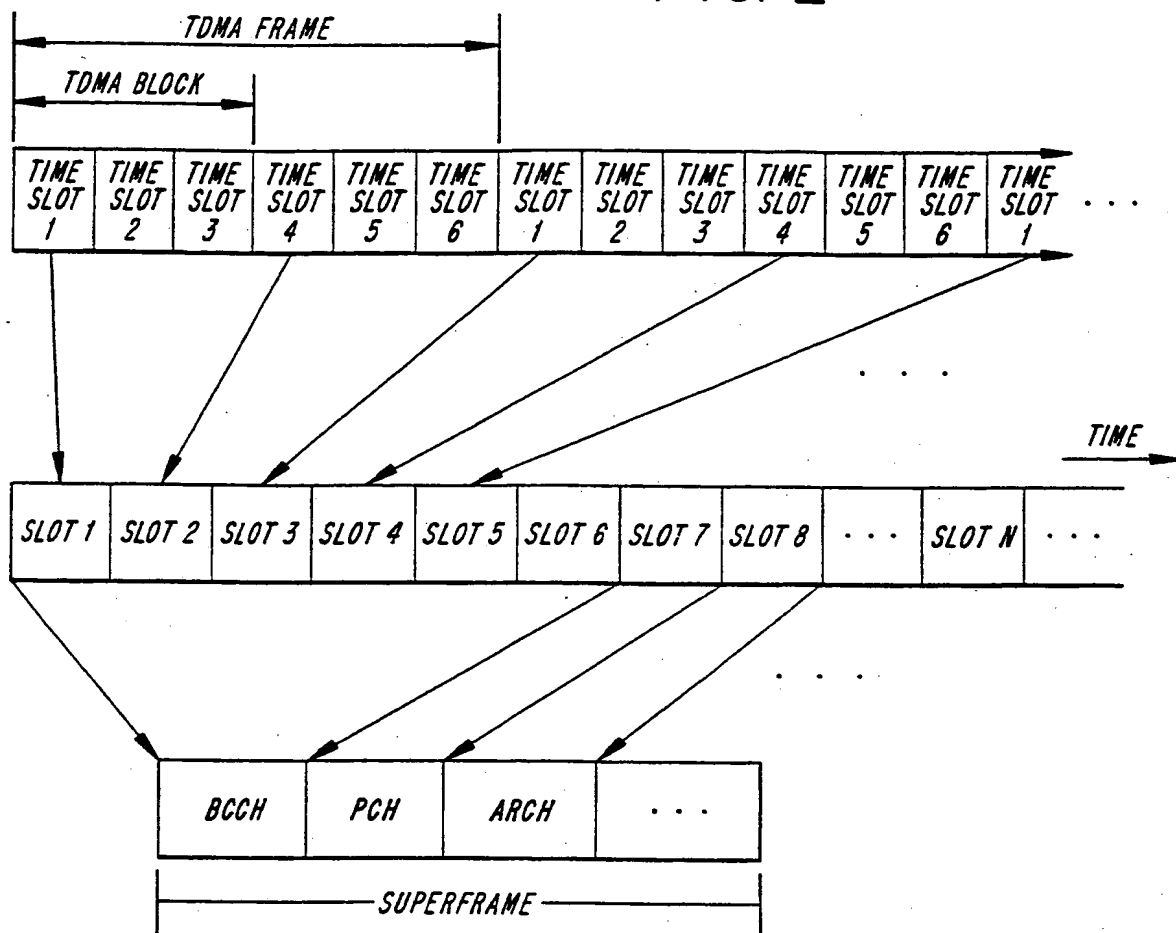 TDMA FRAME
TDMA BLOCK
TIME SLOT 1 TIME SLOT 2 TIME SLOT 3 TIME SLOT 4 TIME SLOT 5 TIME SLOT 6 TIME SLOT 1 TIME SLOT 2 TIME SLOT 3 TIME SLOT 4 TIME SLOT 5 TIME SLOT 6 TIME SLOT 1 . . .
. . .
TIME
SLOT 1 SLOT 2 SLOT 3 SLOT 4 SLOT 5 SLOT 6 SLOT 7 SLOT 8 . . . SLOT N . . .
. . . .
BCCH PCH ARCH . . .
SUPERFRAME